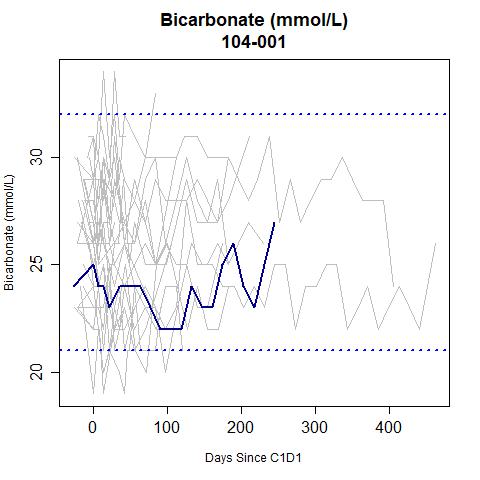 Bicarbonate (mmol/L)
104-001
Bicarbonate (mmol/L)
30
25
20
0 100 200 300 400
Days Since C1D1